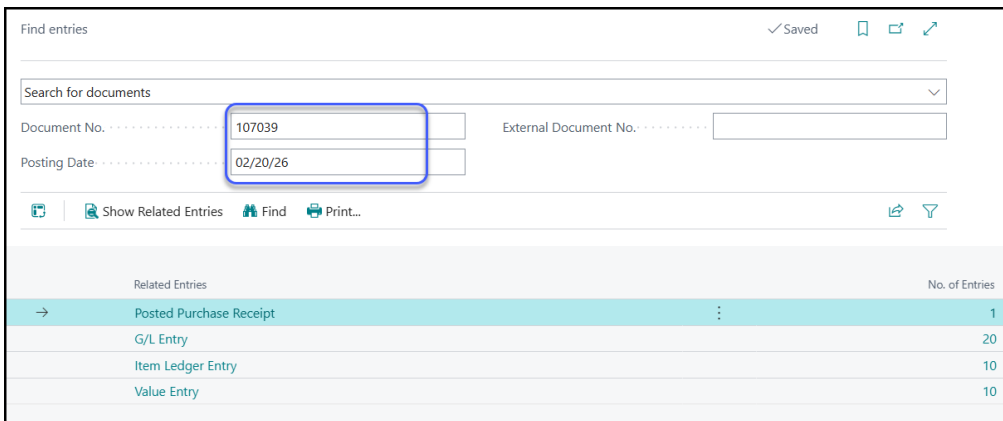 Find entries ✓ Saved
Search for documents
Document No. 107039 External Document No.
Posting Date 02/20/26
Show Related Entries Find Print...
Related Entries No. of Entries
Posted Purchase Receipt 1
G/L Entry 20
Item Ledger Entry 10
Value Entry 10